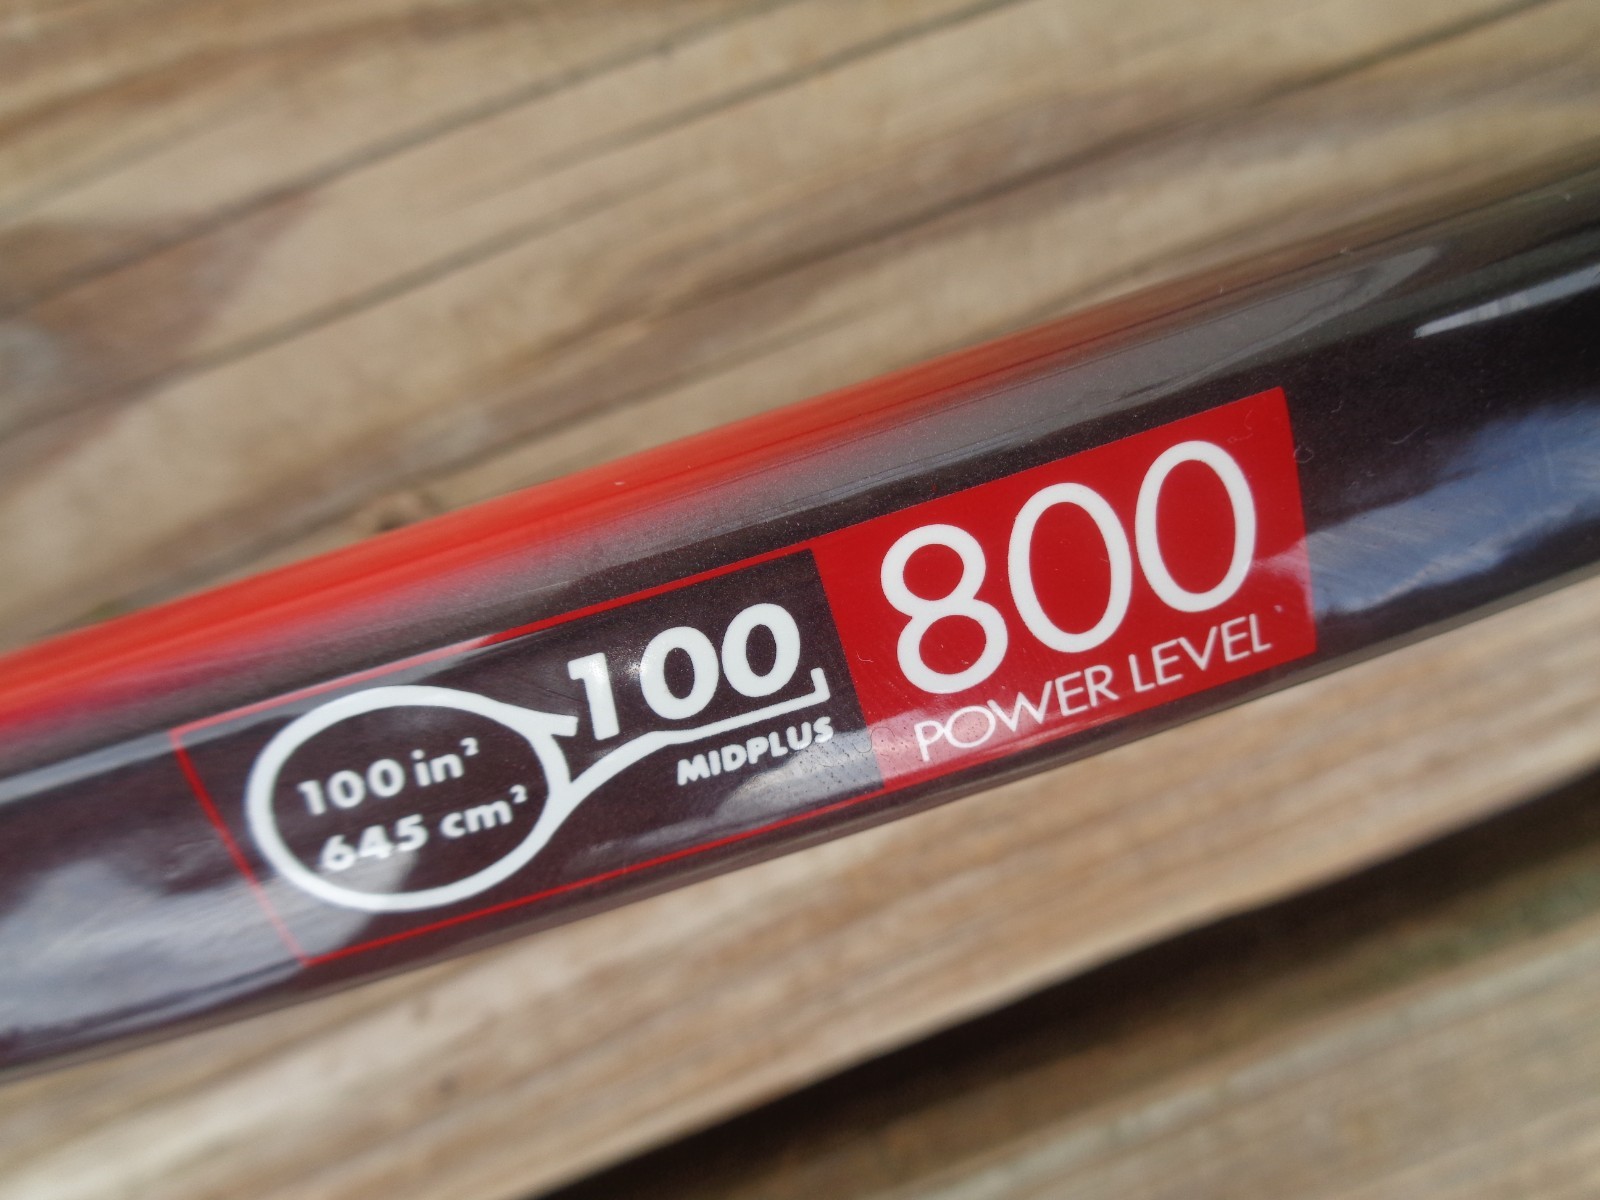 100 in²
645 cm²
100
MIDPLUS
800
POWER LEVEL